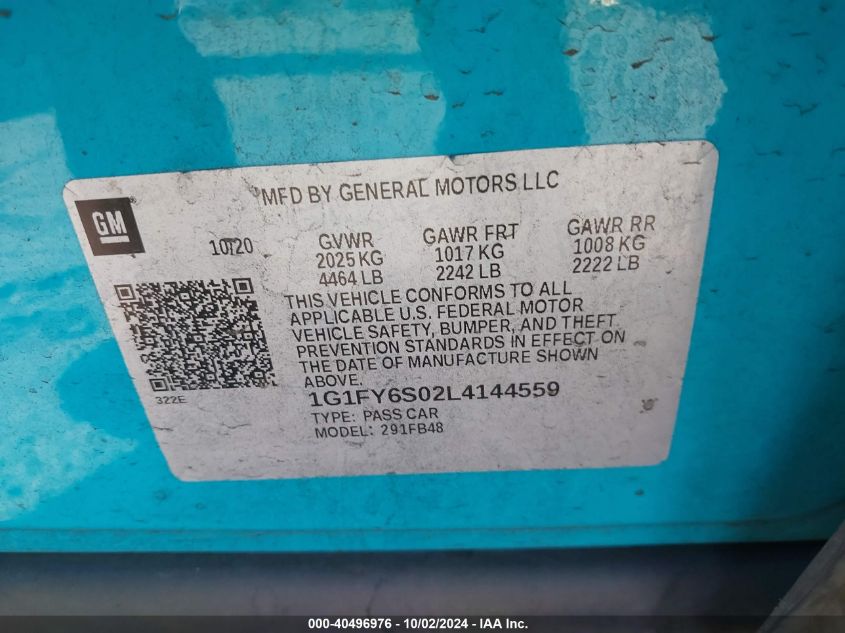 MFD BY GENERAL MOTORS LLC
GM
10/20
GVWR
2025 KG
4464 LB
GAWR FRT
1017 KG
2242 LB
GAWR RR
1008 KG
2222 LB
THIS VEHICLE CONFORMS TO ALL
APPLICABLE U.S. FEDERAL MOTOR
VEHICLE SAFETY, BUMPER, AND THEFT
PREVENTION STANDARDS IN EFFECT ON
THE DATE OF MANUFACTURE SHOWN
ABOVE.
322E
1G1FY6S02L4144559
TYPE: PASS CAR
MODEL: 291FB48
000-40496976 - 10/02/2024 - IAA Holdings, LLC.